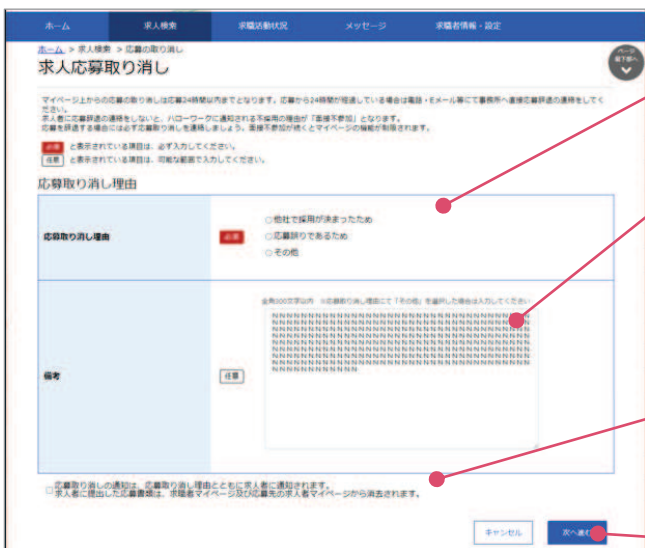 ホーム 求人検索 求職活動状況 メッセージ 求職者情報・設定
ホーム > 求人検索 > 応募の取り消し
求人応募取り消し
ページ
最下部へ
マイページ上からの応募の取り消しは応募24時間以内までとなります。応募から24時間が経過している場合は電話・Eメール等にて事務所へ直接応募辞退の連絡をしてく
ださい。
求人者に応募辞退の連絡をしないと、ハローワークに通知される不採用の理由が「面接不参加」となります。
応募を辞退する場合には必ず応募取り消しを連絡しましょう。面接不参加が続くとマイページの機能が制限されます。
必須 と表示されている項目は、必ず入力してください。
任意 と表示されている項目は、可能な範囲で入力してください。
応募取り消し理由
応募取り消し理由 必須
他社で採用が決まったため
応募誤りであるため
その他
全角300文字以内 ※応募取り消し理由にて「その他」を選択した場合は入力してください
備考 任意
応募取り消しの通知は、応募取り消し理由とともに求人者に通知されます。
求人者に提出した応募書類は、求職者マイページ及び応募先の求人者マイページから消去されます。
キャンセル 次へ進む